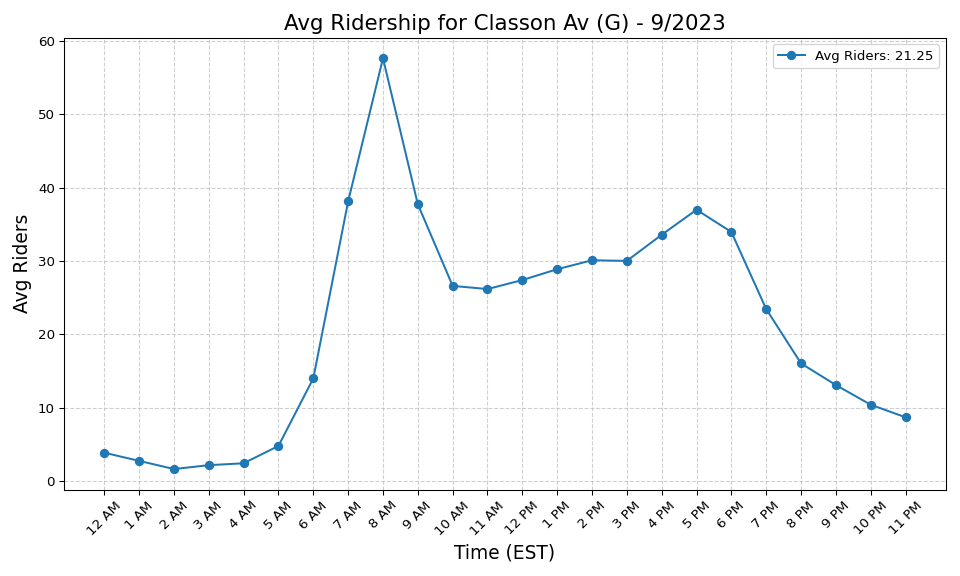 Avg Ridership for Classon Av (G) - 9/2023
Avg Riders: 21.25
Avg Riders
60
50
40
30
20
10
0
12 AM
1 AM
2 AM
3 AM
4 AM
5 AM
6 AM
7 AM
8 AM
9 AM
10 AM
11 AM
12 PM
1 PM
2 PM
3 PM
4 PM
5 PM
6 PM
7 PM
8 PM
9 PM
10 PM
11 PM
Time (EST)